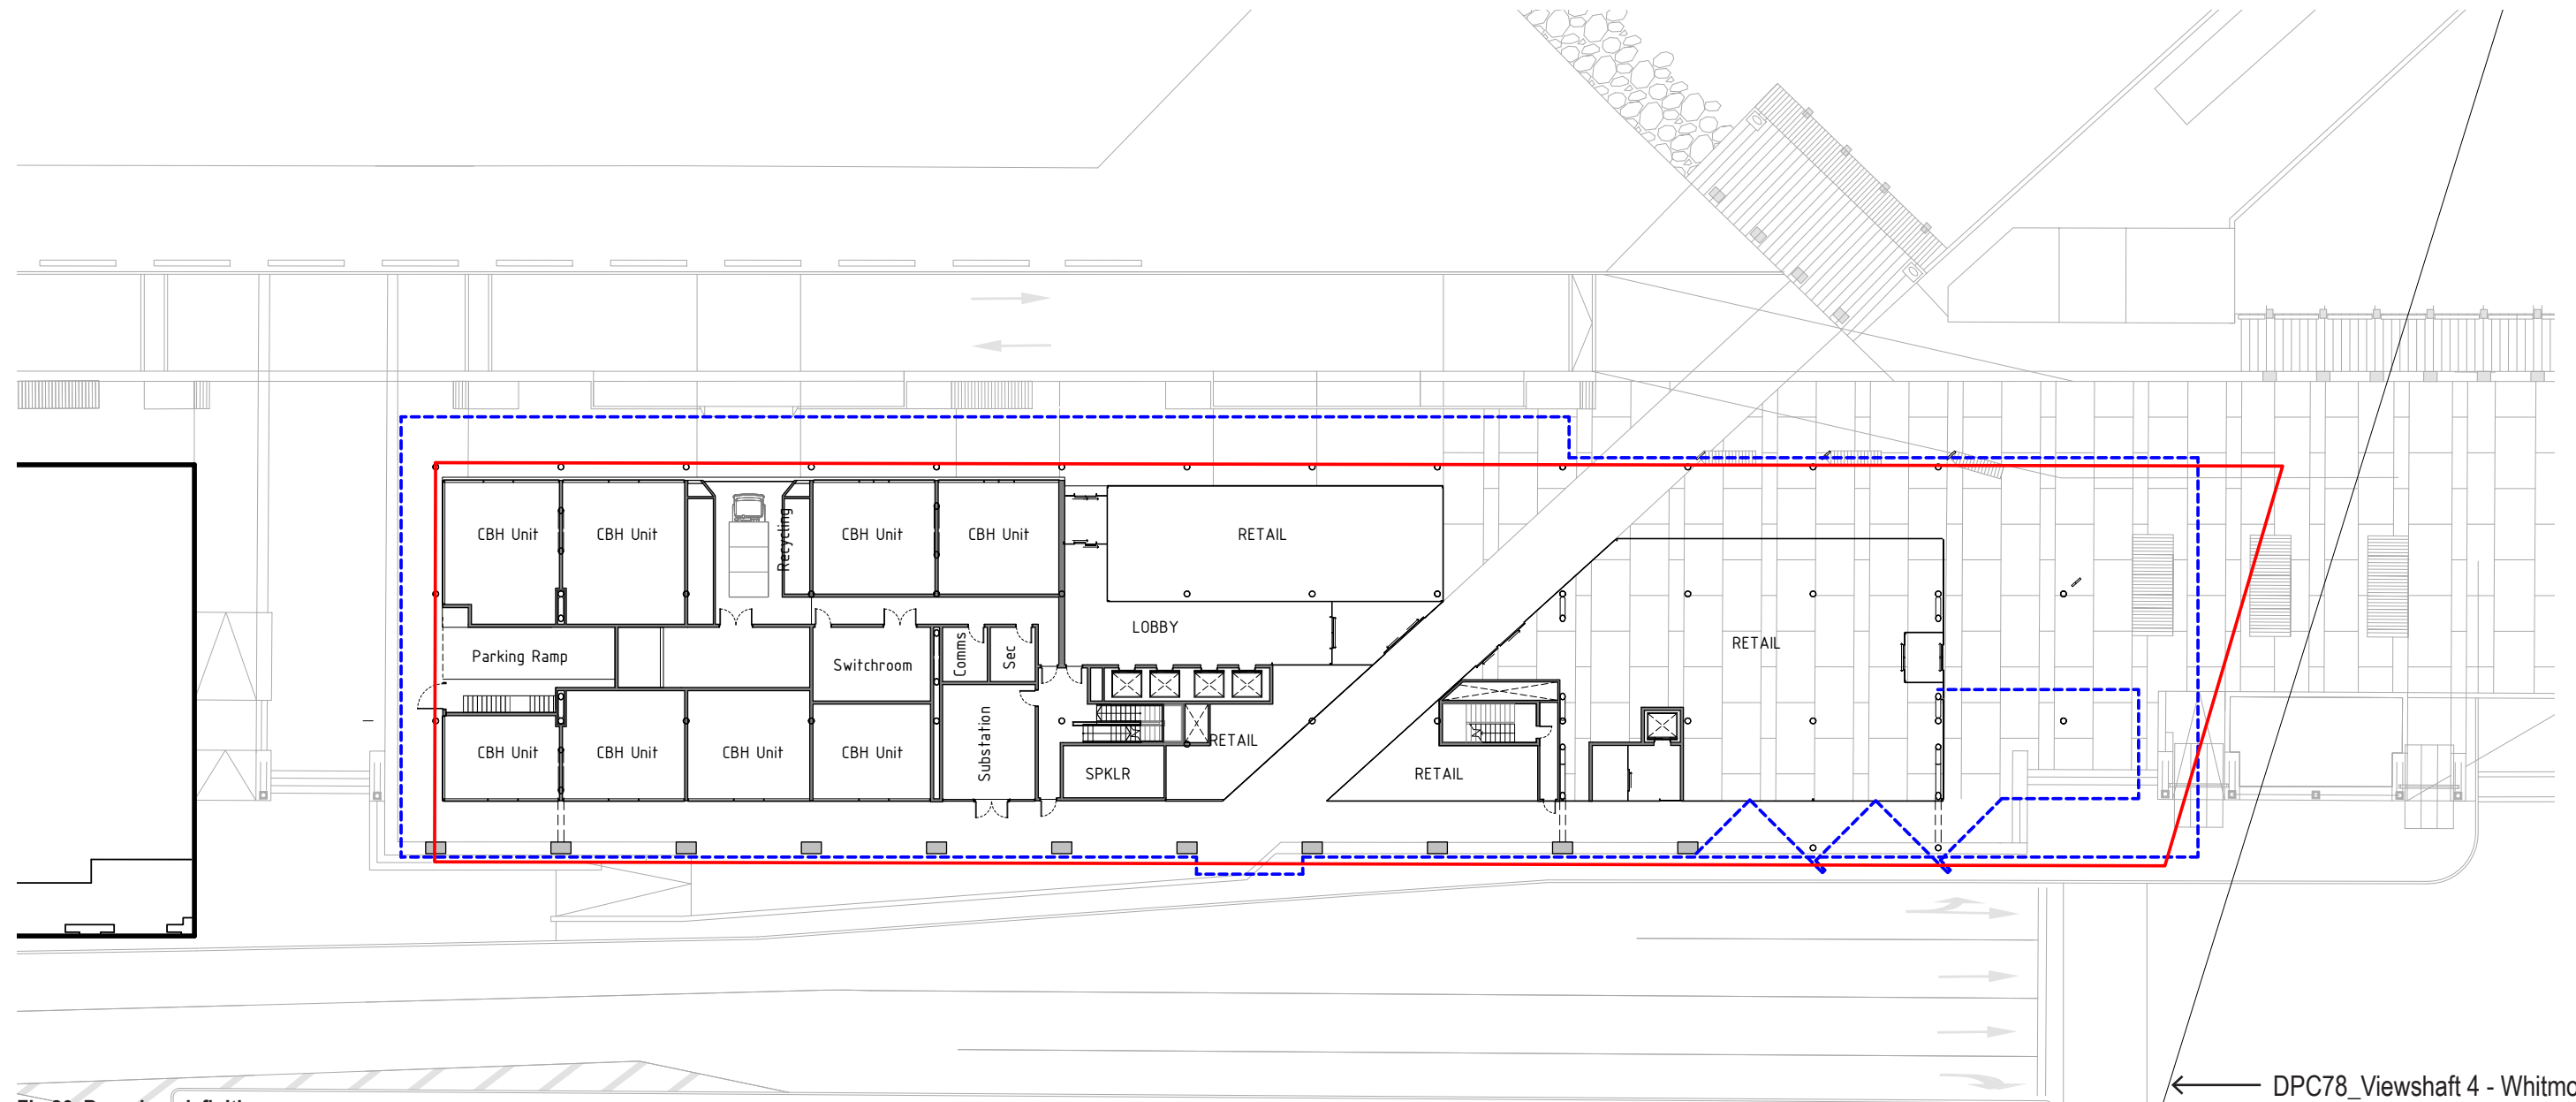 CBH Unit
CBH Unit
Recycling
CBH Unit
CBH Unit
RETAIL
LOBBY
RETAIL
Parking Ramp
Switchroom
Comms
Sec
CBH Unit
CBH Unit
CBH Unit
CBH Unit
Substation
SPKLR
RETAIL
RETAIL
DPC78_Viewshaft 4 - Whitmo